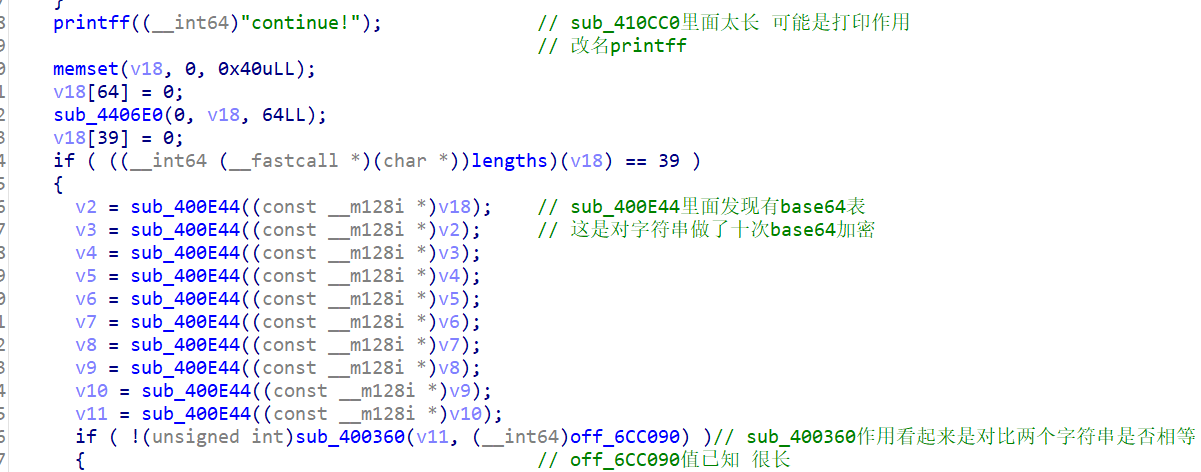 }
printff((__int64)"continue!"); // sub_410CC0里面太长 可能是打印作用
// 改名printff
memset(v18, 0, 0x40uLL);
v18[64] = 0;
sub_4406E0(0, v18, 64LL);
v18[39] = 0;
if ( ((__int64 (__fastcall *)(char *))lengths)(v18) == 39 )
{
v2 = sub_400E44((const __m128i *)v18); // sub_400E44里面发现有base64表
v3 = sub_400E44((const __m128i *)v2); // 这是对字符串做了十次base64加密
v4 = sub_400E44((const __m128i *)v3);
v5 = sub_400E44((const __m128i *)v4);
v6 = sub_400E44((const __m128i *)v5);
v7 = sub_400E44((const __m128i *)v6);
v8 = sub_400E44((const __m128i *)v7);
v9 = sub_400E44((const __m128i *)v8);
v10 = sub_400E44((const __m128i *)v9);
v11 = sub_400E44((const __m128i *)v10);
if ( !(unsigned int)sub_400360(v11, (__int64)off_6CC090) )// sub_400360作用看起来是对比两个字符串是否相等
{ // off_6CC090值已知 很长